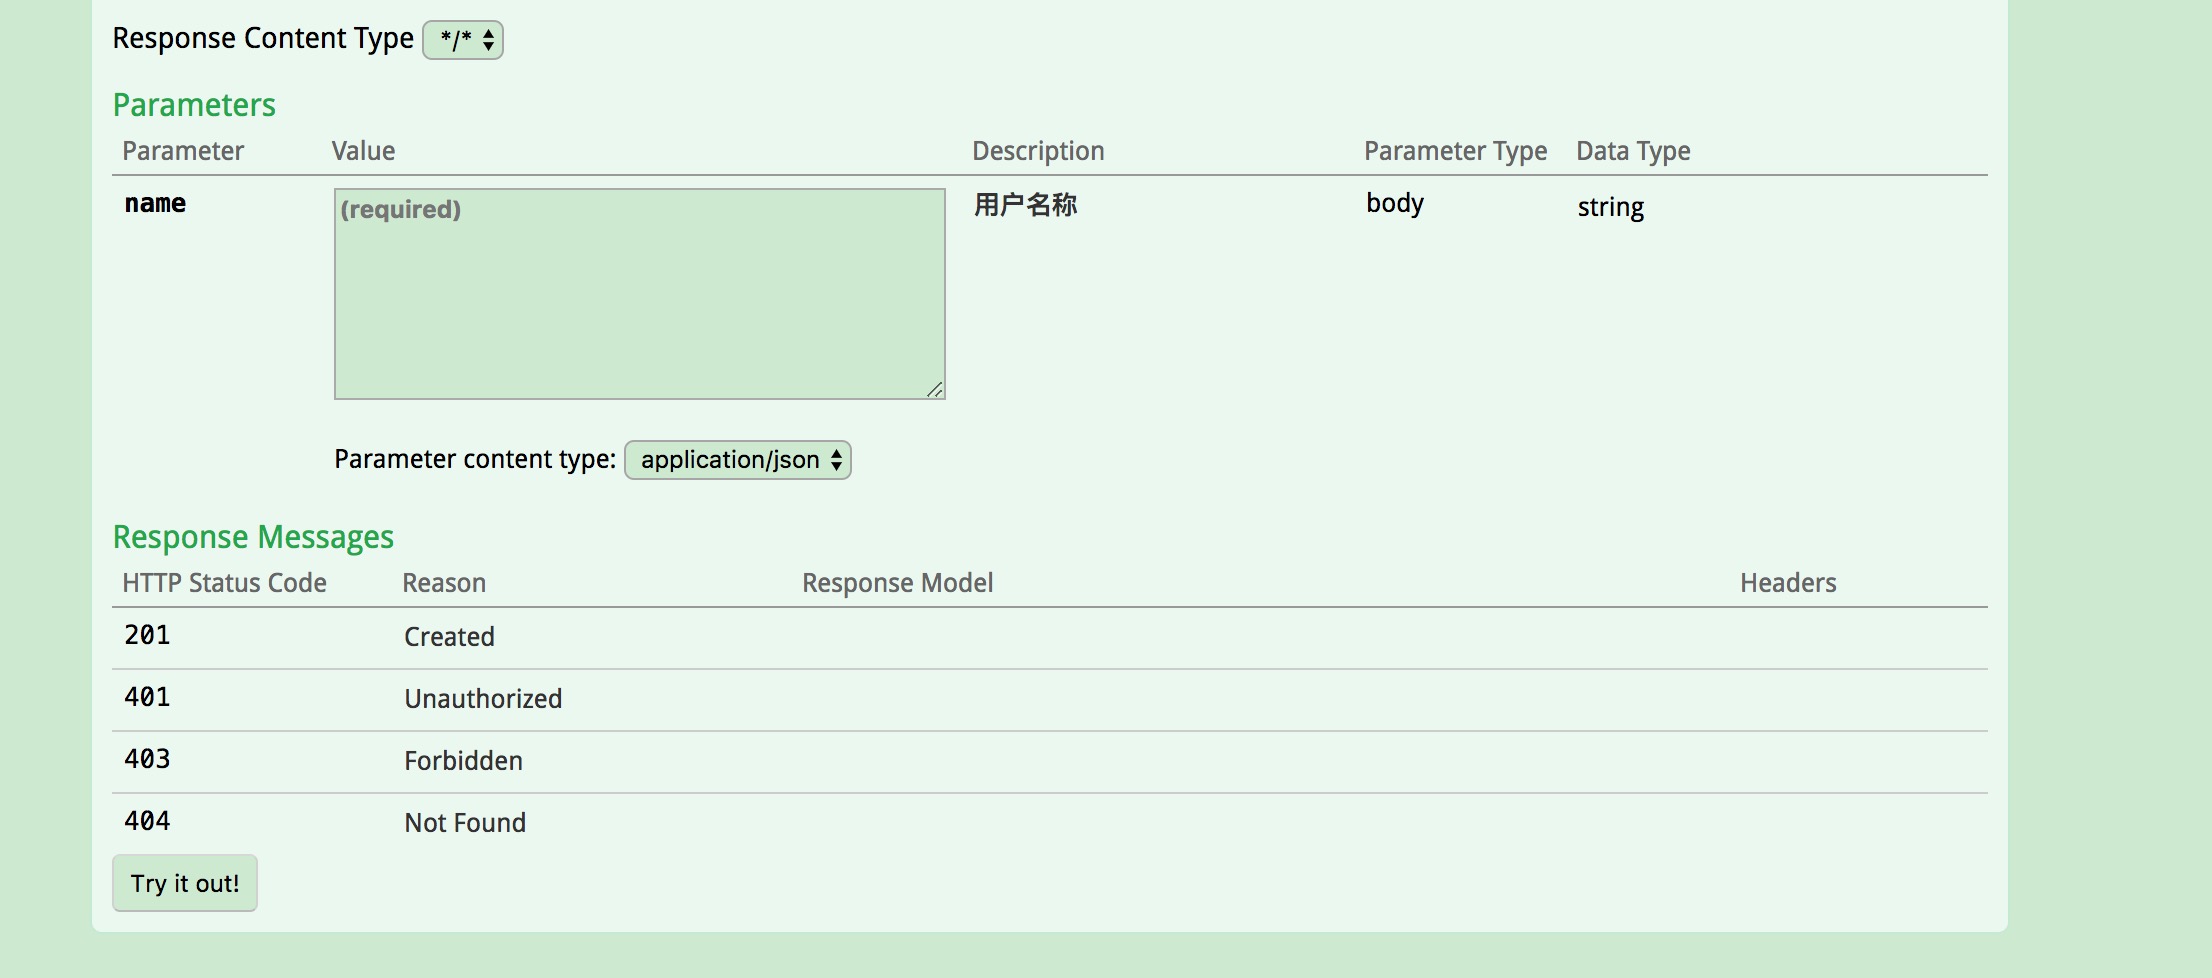 Response Content Type */*
Parameters
Parameter Value Description Parameter Type Data Type
name (required) 用户名称 body string
Parameter content type: application/json
Response Messages
HTTP Status Code Reason Response Model Headers
201 Created
401 Unauthorized
403 Forbidden
404 Not Found
Try it out!